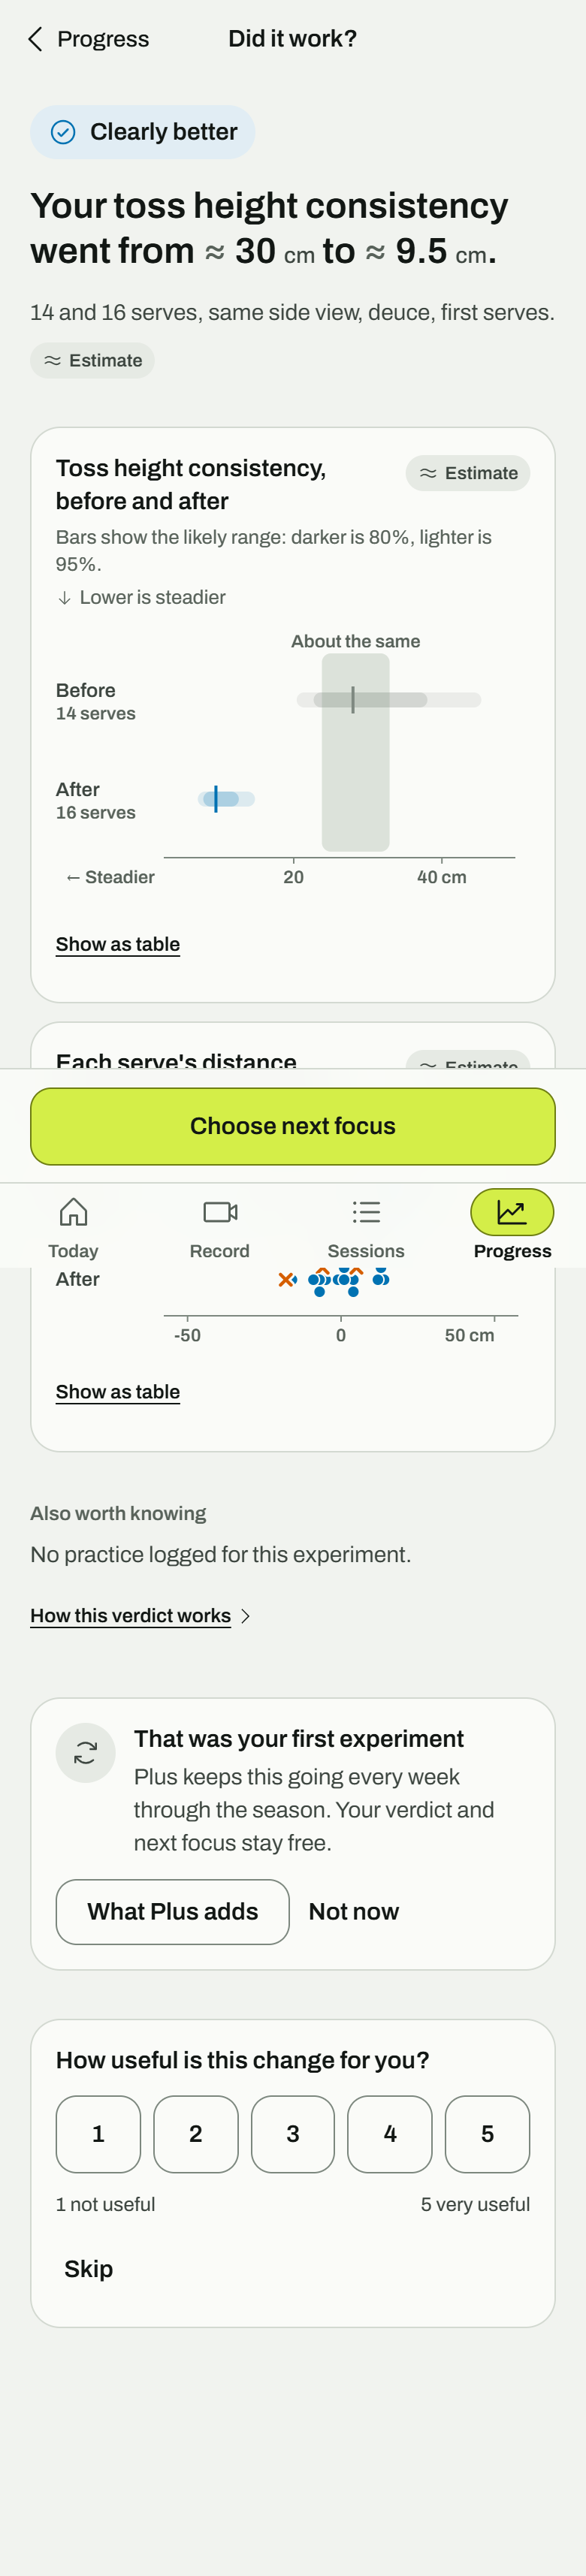 Progress
Did it work?
Clearly better
Your toss height consistency
went from ≈ 30 cm to ≈ 9.5 cm.
14 and 16 serves, same side view, deuce, first serves.
≈ Estimate
Toss height consistency,
before and after
≈ Estimate
Bars show the likely range: darker is 80%, lighter is
95%.
↓ Lower is steadier
About the same
Before
14 serves
After
16 serves
← Steadier
20
40 cm
Show as table
Each serve's distance
≈ Estimate
Choose next focus
Today
Record
Sessions
Progress
After
-50
0
50 cm
Show as table
Also worth knowing
No practice logged for this experiment.
How this verdict works
That was your first experiment
Plus keeps this going every week
through the season. Your verdict and
next focus stay free.
What Plus adds
Not now
How useful is this change for you?
1
2
3
4
5
1 not useful
5 very useful
Skip